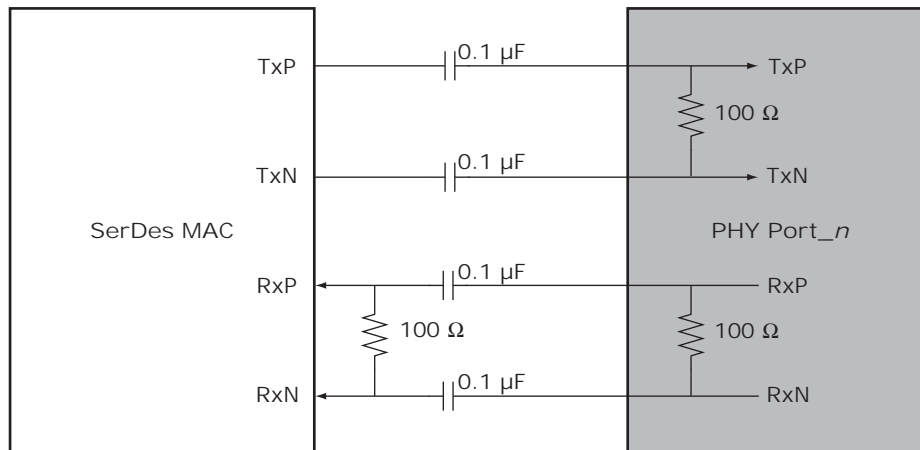 0.1 µF
TxP
TxP
100 Ω
0.1 µF
TxN
TxN
SerDes MAC
PHY Port_n
0.1 µF
RxP
RxP
100 Ω
100 Ω
0.1 µF
RxN
RxN